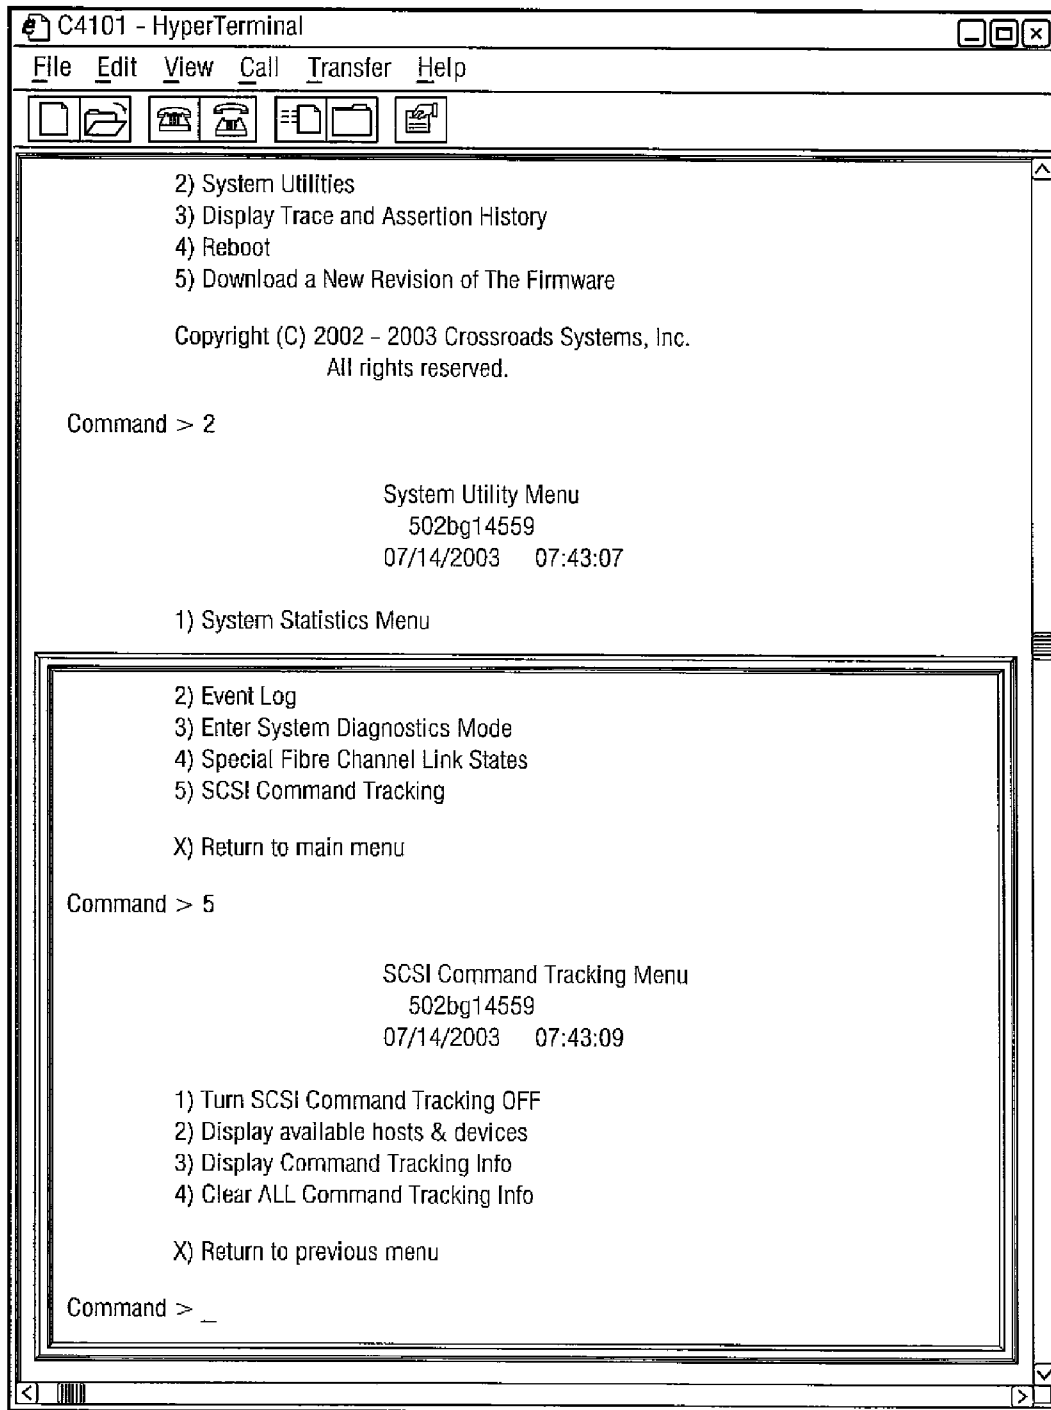 C4101 - HyperTerminal
File Edit View Call Transfer Help
2) System Utilities
3) Display Trace and Assertion History
4) Reboot
5) Download a New Revision of The Firmware
Copyright (C) 2002 – 2003 Crossroads Systems, Inc.
All rights reserved.
Command > 2
System Utility Menu
502bg14559
07/14/2003 07:43:07
1) System Statistics Menu
2) Event Log
3) Enter System Diagnostics Mode
4) Special Fibre Channel Link States
5) SCSI Command Tracking
X) Return to main menu
Command > 5
SCSI Command Tracking Menu
502bg14559
07/14/2003 07:43:09
1) Turn SCSI Command Tracking OFF
2) Display available hosts & devices
3) Display Command Tracking Info
4) Clear ALL Command Tracking Info
X) Return to previous menu
Command > _